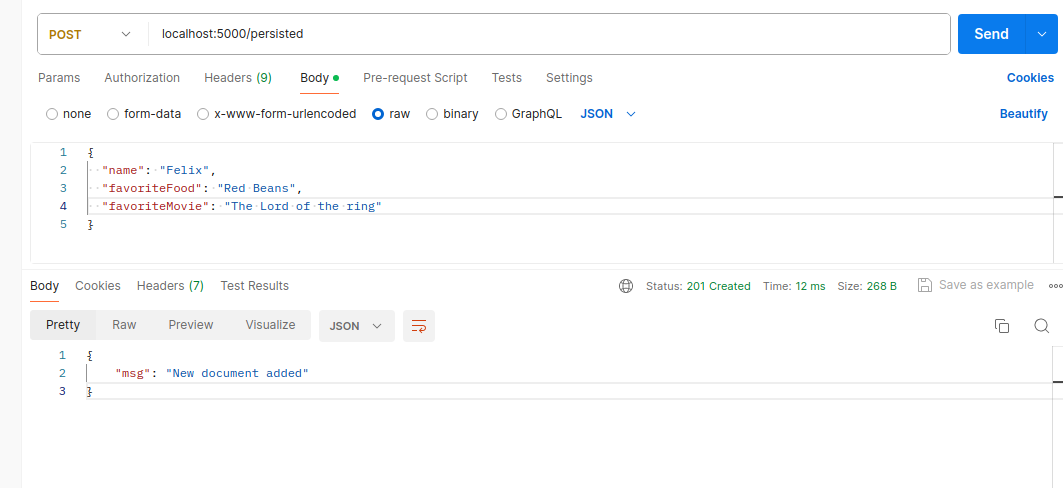 POST localhost:5000/persisted Send
Params Authorization Headers (9) Body Pre-request Script Tests Settings Cookies
none form-data x-www-form-urlencoded raw binary GraphQL JSON Beautify
1 {
2 "name": "Felix",
3 "favoriteFood": "Red Beans",
4 "favoriteMovie": "The Lord of the ring"
5 }
Body Cookies Headers (7) Test Results Status: 201 Created Time: 12 ms Size: 268 B Save as example
Pretty Raw Preview Visualize JSON
1 {
2 "msg": "New document added"
3 }